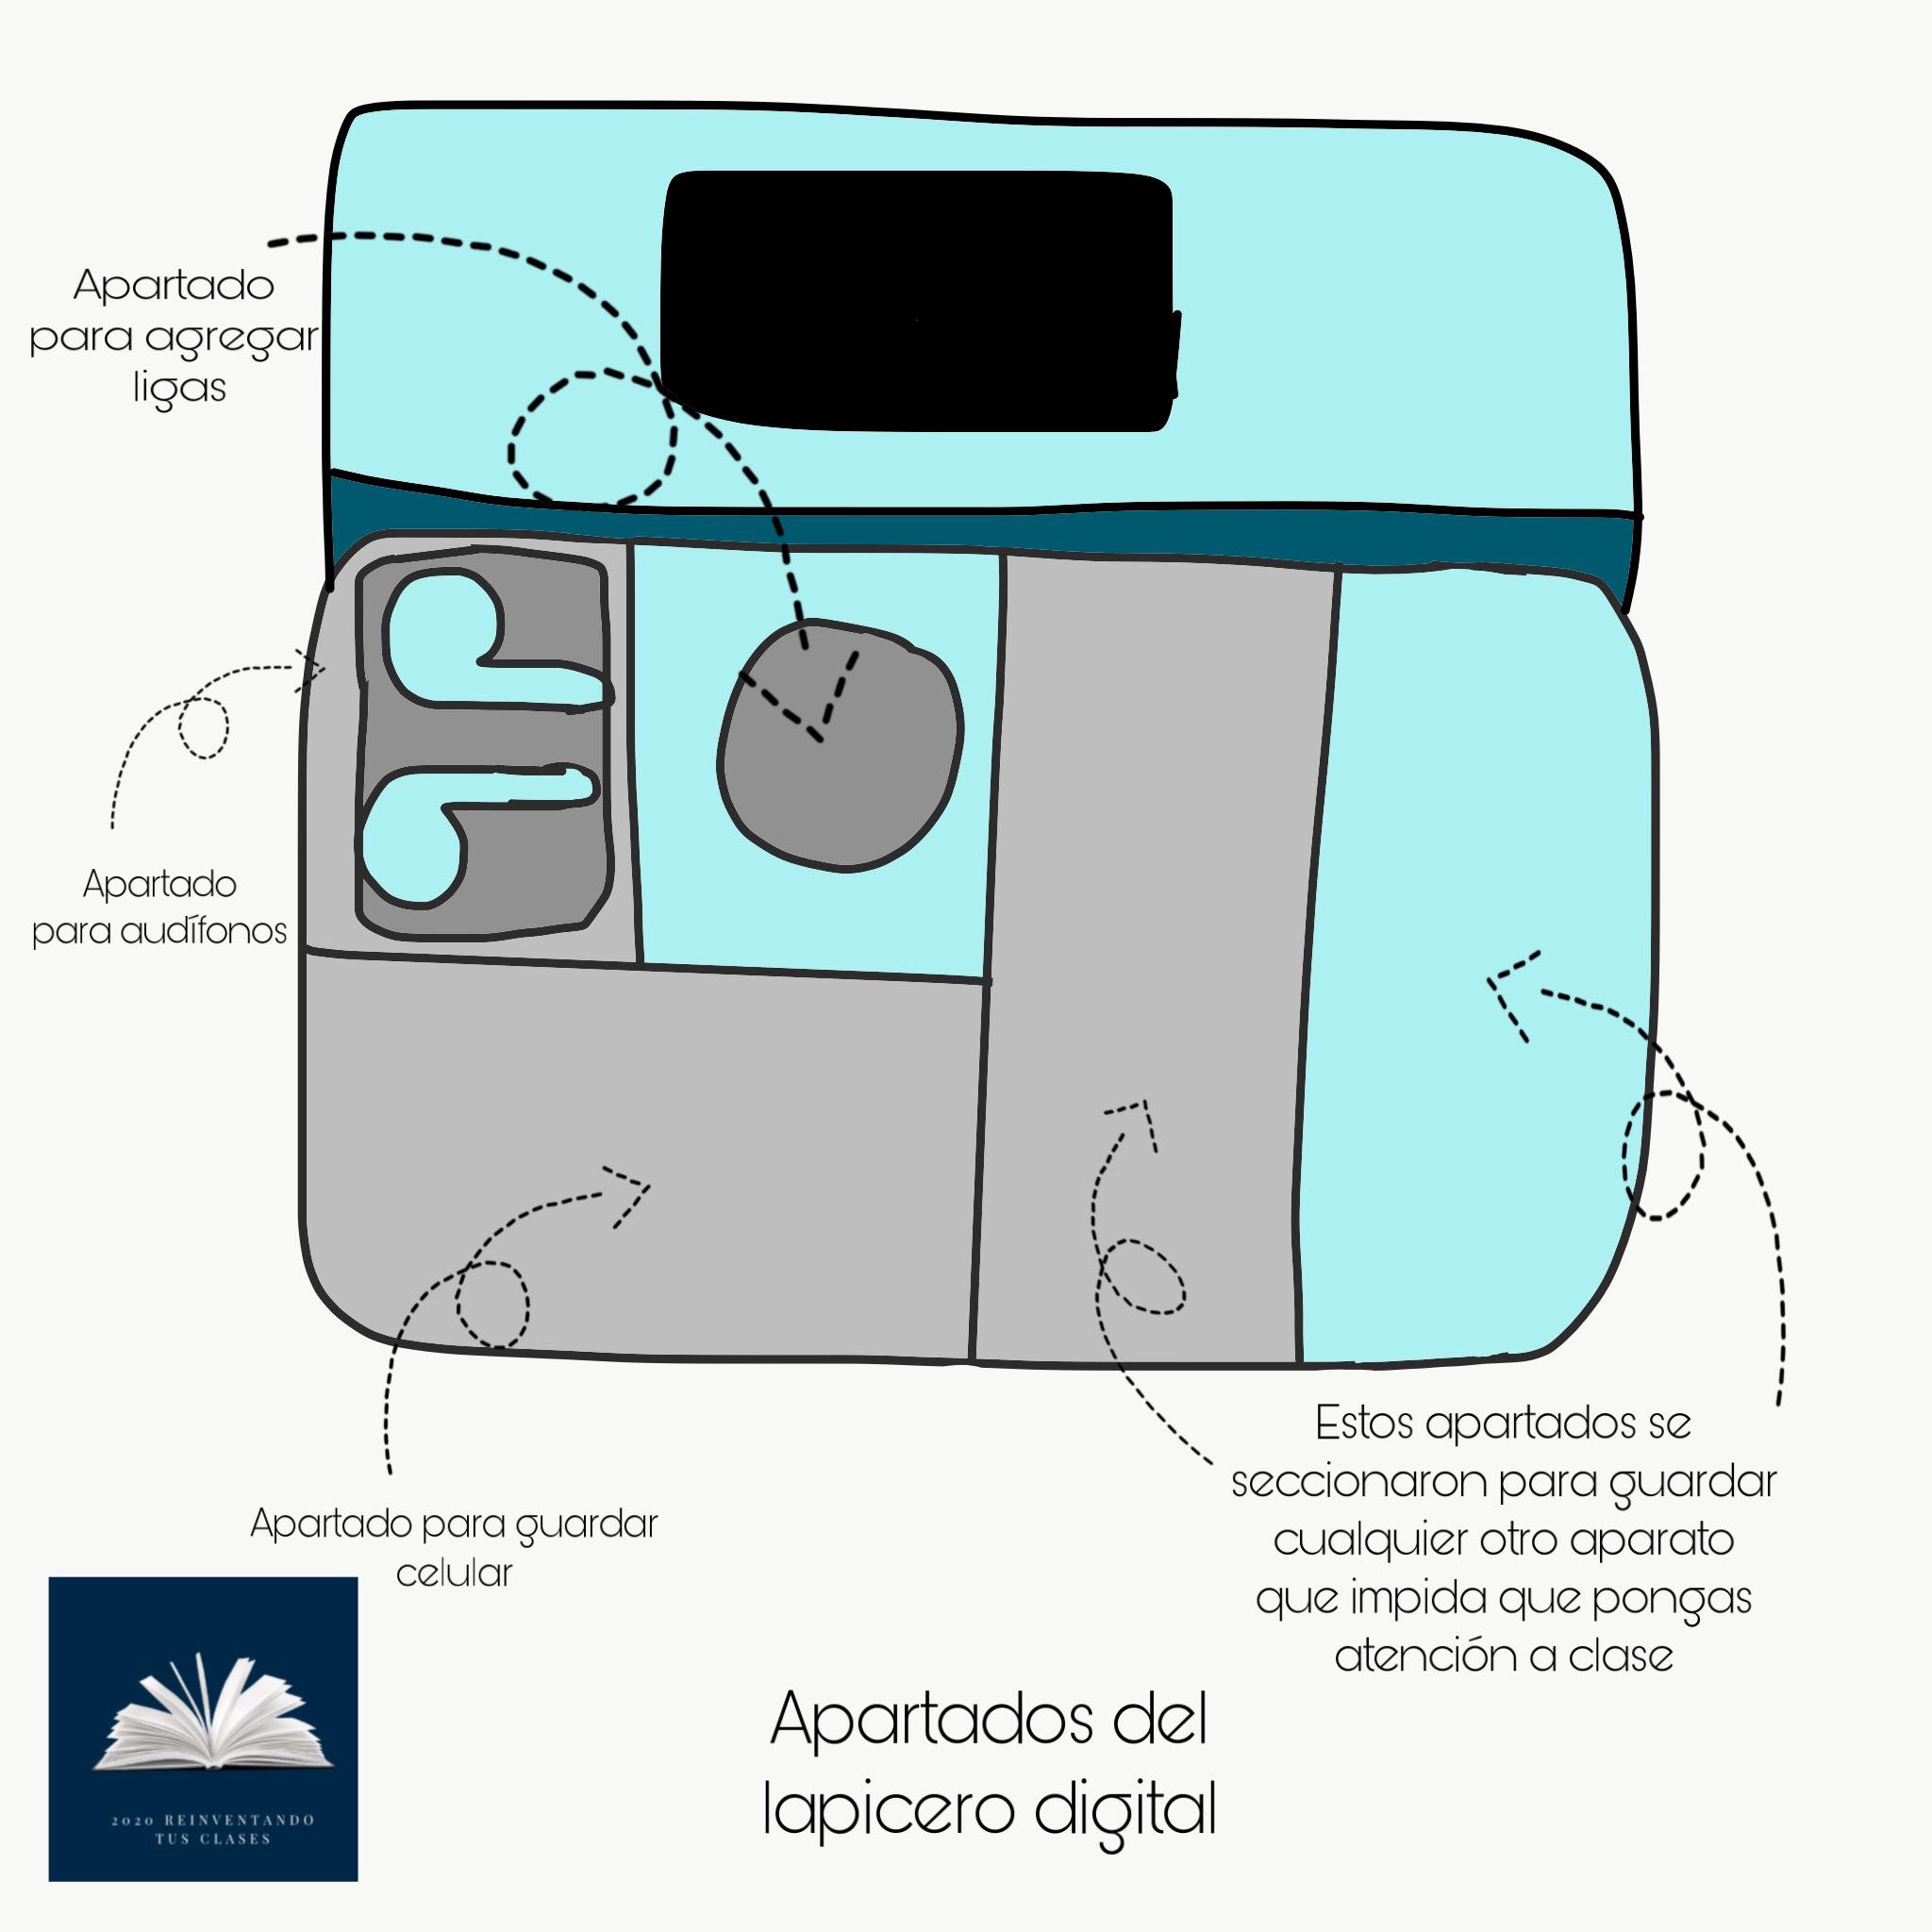 Apartado
para agregar
ligas
Apartado
para audífonos
Apartado para guardar
celular
Estos apartados se
seccionaron para guardar
cualquier otro aparato
que impida que pongas
atención a clase
Apartados del
lapicero digital
2020 REINVENTANDO
TUS CLASES